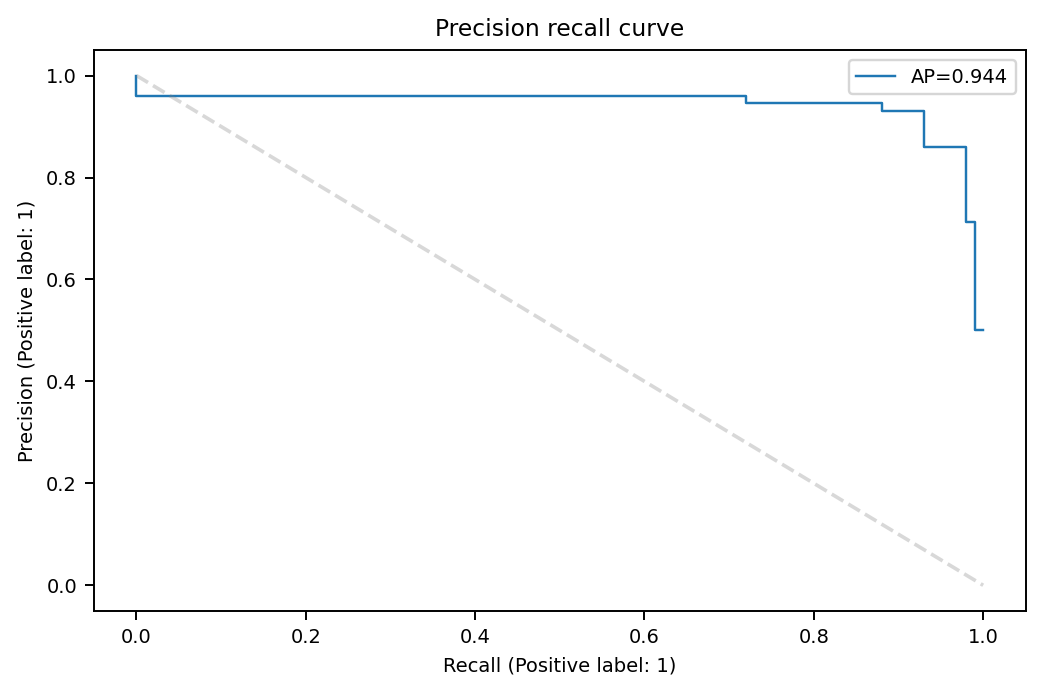 Precision recall curve
AP=0.944
Precision (Positive label: 1)
1.0
0.8
0.6
0.4
0.2
0.0
0.0 0.2 0.4 0.6 0.8 1.0
Recall (Positive label: 1)